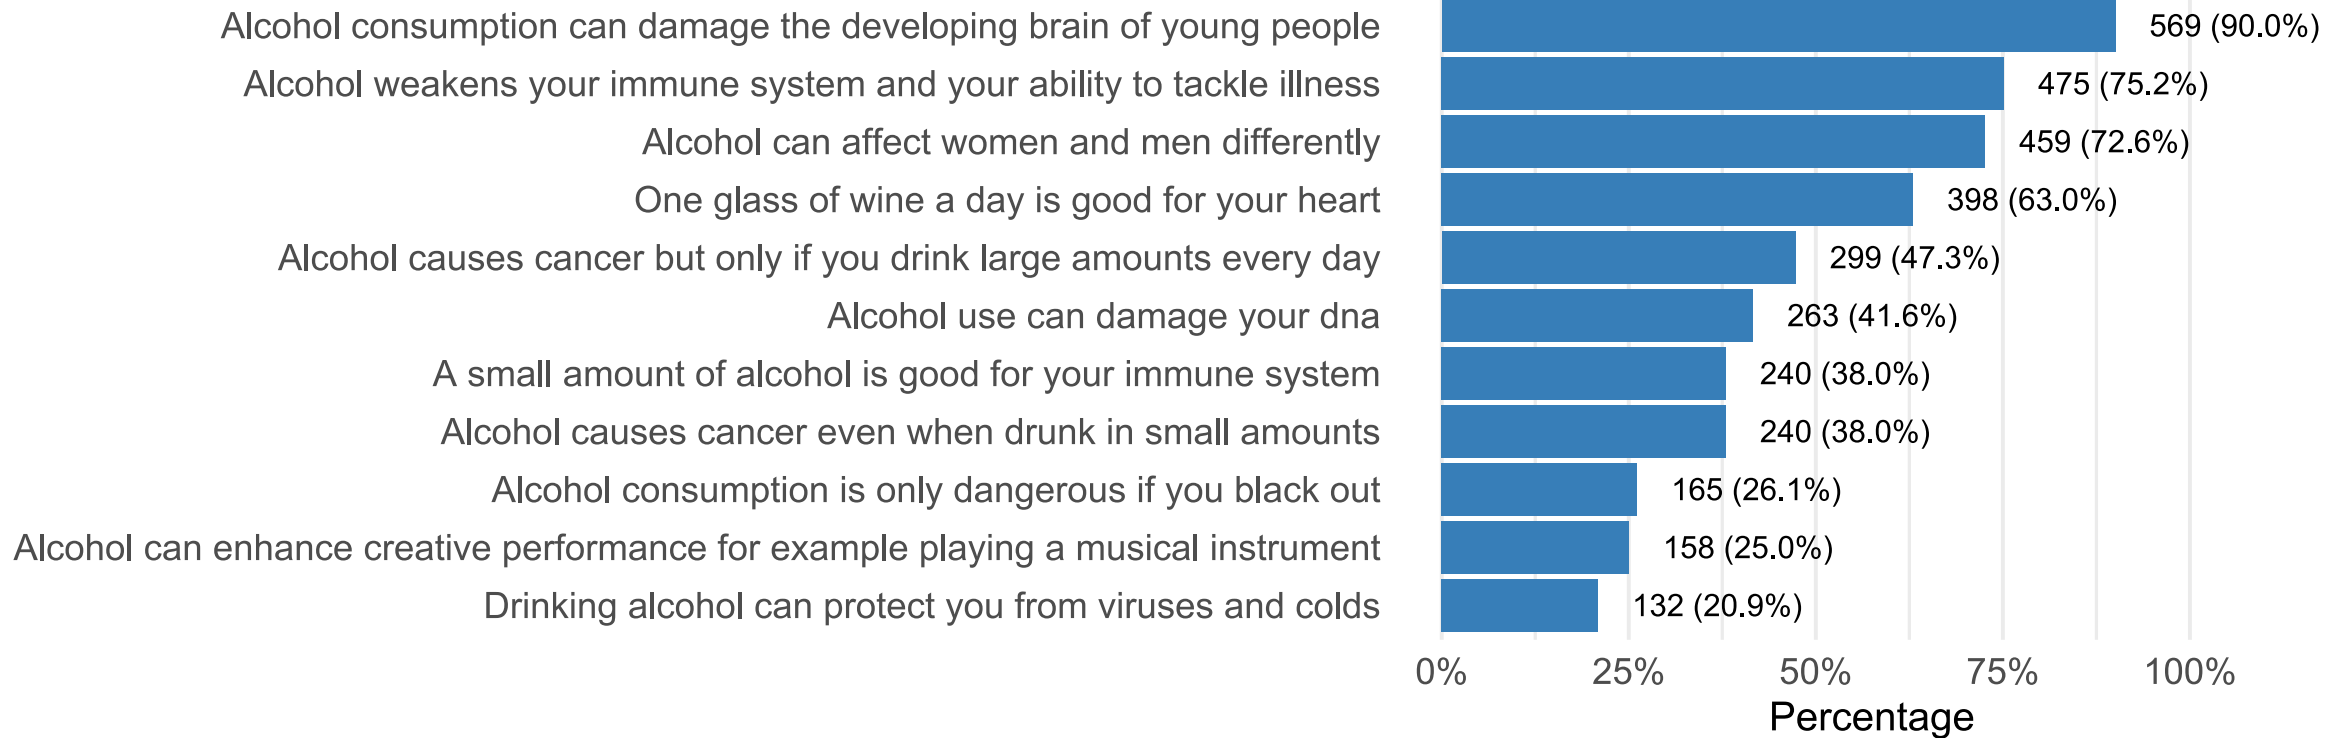 Alcohol consumption can damage the developing brain of young people 569 (90.0%)
Alcohol weakens your immune system and your ability to tackle illness 475 (75.2%)
Alcohol can affect women and men differently 459 (72.6%)
One glass of wine a day is good for your heart 398 (63.0%)
Alcohol causes cancer but only if you drink large amounts every day 299 (47.3%)
Alcohol use can damage your dna 263 (41.6%)
A small amount of alcohol is good for your immune system 240 (38.0%)
Alcohol causes cancer even when drunk in small amounts 240 (38.0%)
Alcohol consumption is only dangerous if you black out 165 (26.1%)
Alcohol can enhance creative performance for example playing a musical instrument 158 (25.0%)
Drinking alcohol can protect you from viruses and colds 132 (20.9%)
0% 25% 50% 75% 100%
Percentage